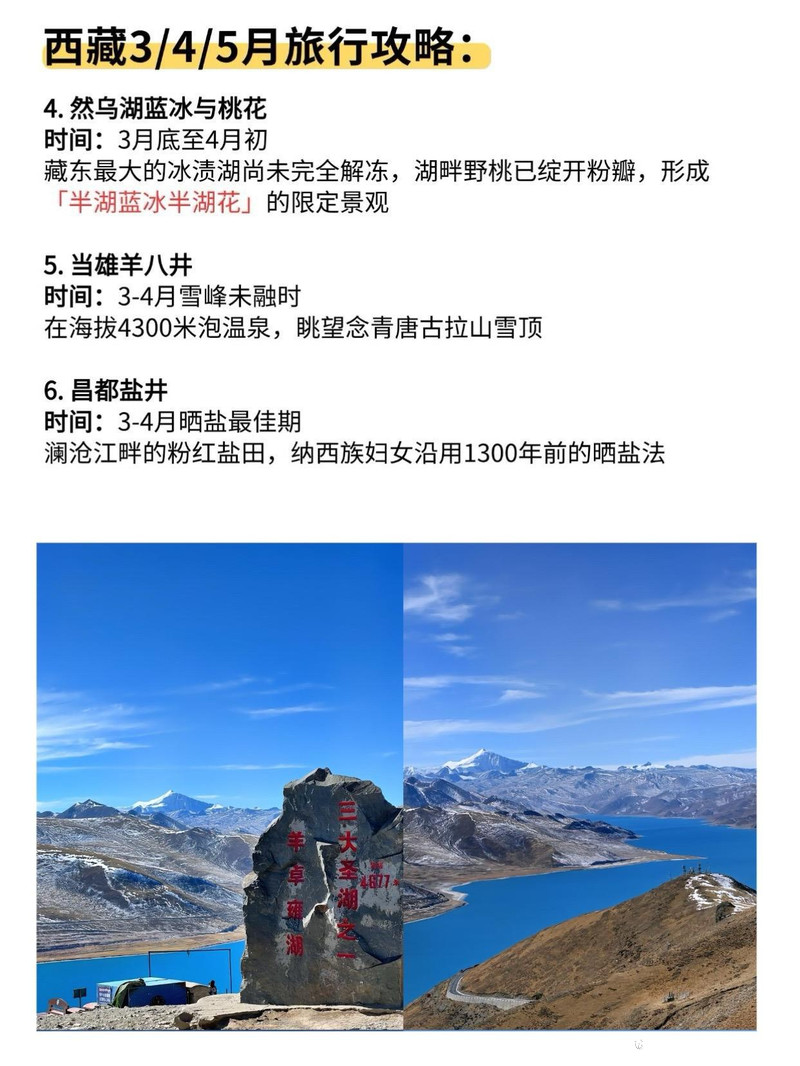 西藏3/4/5月旅行攻略：
4. 然乌湖蓝冰与桃花
时间：3月底至4月初
藏东最大的冰渍湖尚未完全解冻，湖畔野桃已绽开粉瓣，形成
「半湖蓝冰半湖花」的限定景观
5. 当雄羊八井
时间：3-4月雪峰未融时
在海拔4300米泡温泉，眺望念青唐古拉山雪顶
6. 昌都盐井
时间：3-4月晒盐最佳期
澜沧江畔的粉红盐田，纳西族妇女沿用1300年前的晒盐法
三大圣湖之一
羊卓雍湖